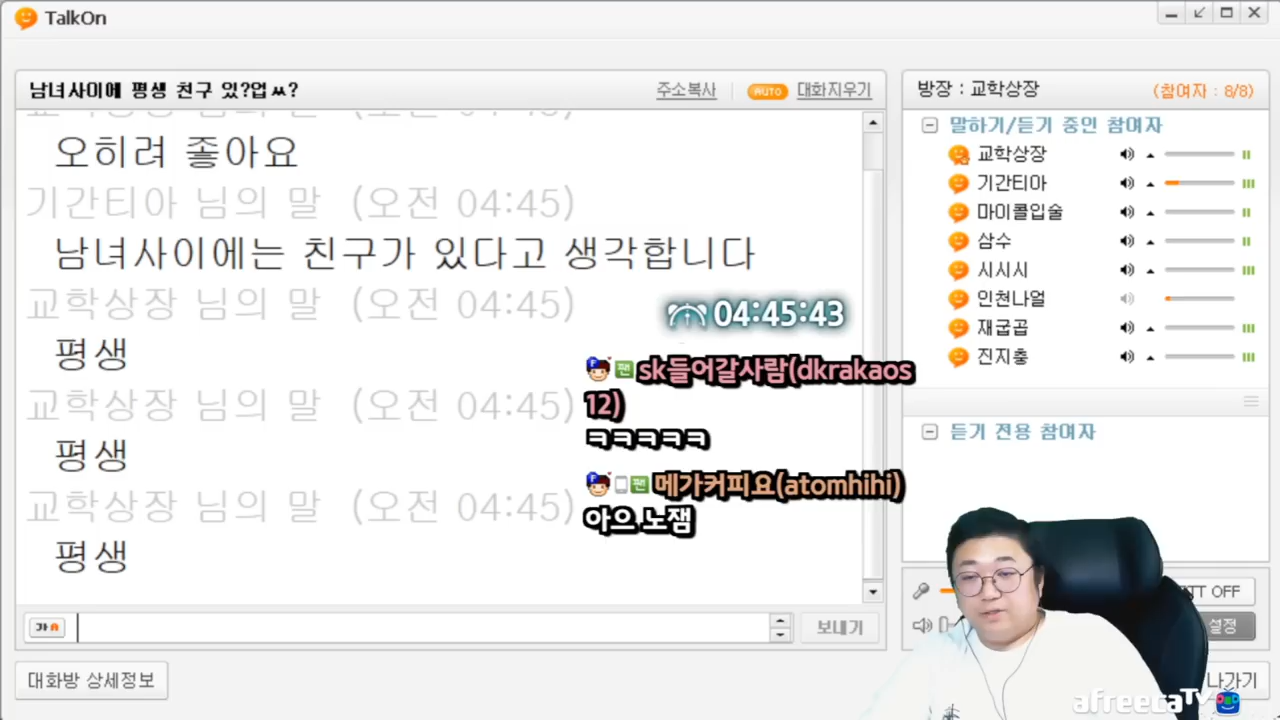 TalkOn
남녀사이에 평생 친구 있?업ㅆ?
주소복사
AUTO
대화지우기
오히려 좋아요
기간티아 님의 말 (오전 04:45)
남녀사이에는 친구가 있다고 생각합니다
교학상장 님의 말 (오전 04:45)
평생
교학상장 님의 말 (오전 04:45)
평생
교학상장 님의 말 (오전 04:45)
평생
04:45:43
팬 sk들어갈사람(dkrakaos
12)
ㅋㅋㅋㅋㅋ
팬 메가커피요(atomhihi)
아으 노잼
가A
보내기
대화방 상세정보
방장 : 교학상장
(참여자 : 8/8)
말하기/듣기 중인 참여자
교학상장
기간티아
마이콜입술
삼수
시시시
인천나얼
재굽굽
진지충
듣기 전용 참여자
OFF
설정
나가기
afreecaTV